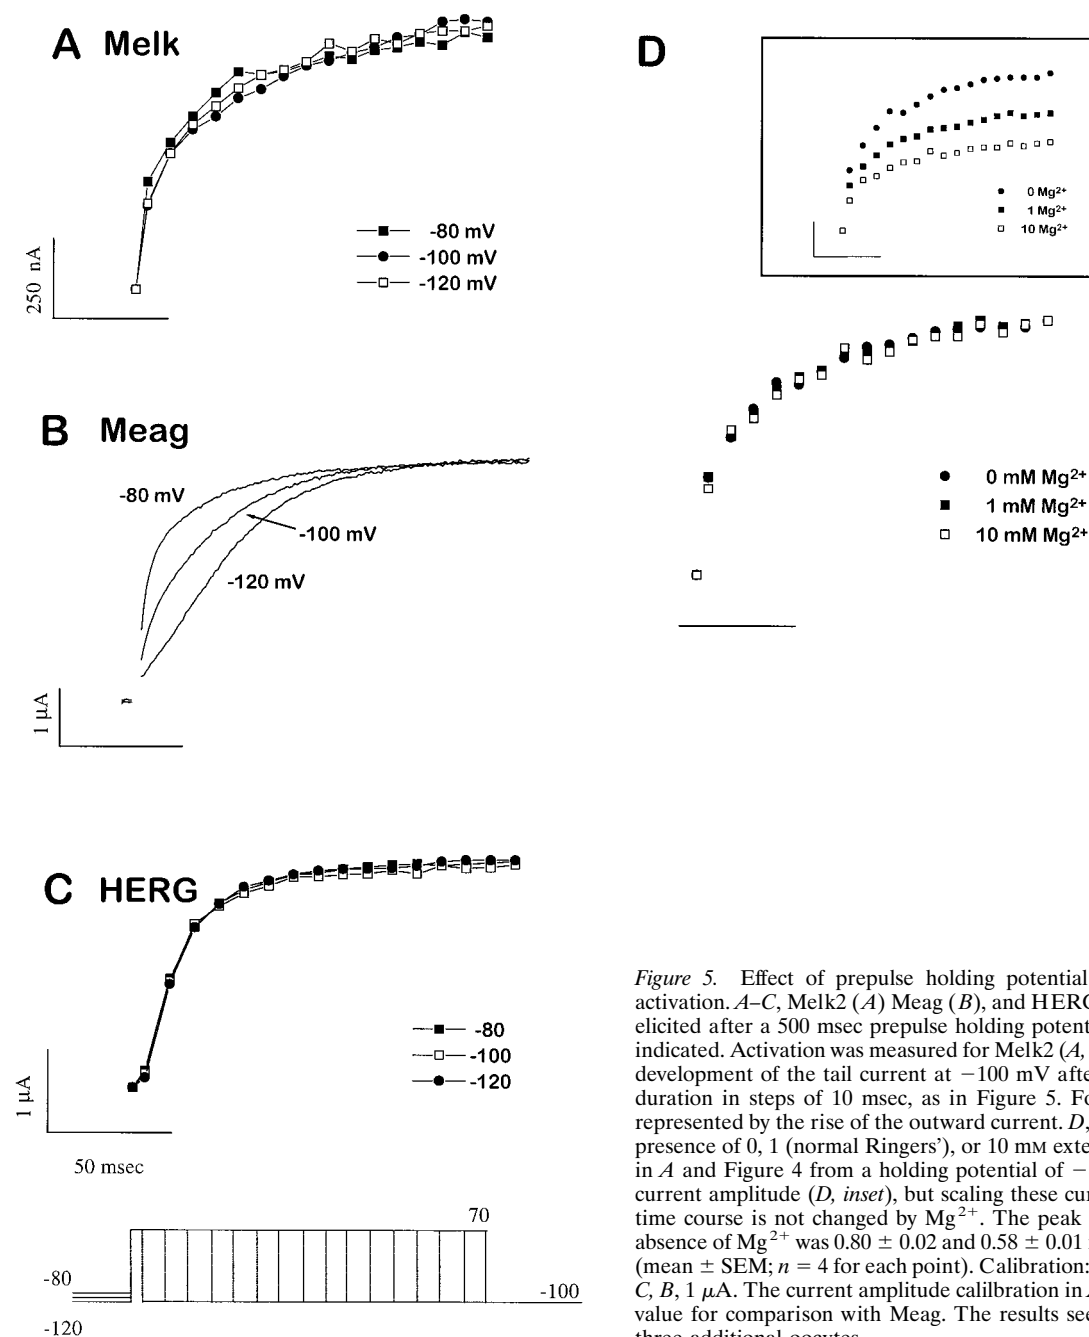 A Melk
-80 mV
-100 mV
-120 mV
250 nA
B Meag
-80 mV
-100 mV
-120 mV
1 µA
C HERG
-80
-100
-120
1 µA
50 msec
70
-80
-100
-120
D
0 Mg²⁺
1 Mg²⁺
10 Mg²⁺
0 mM Mg²⁺
1 mM Mg²⁺
10 mM Mg²⁺
Figure 5. Effect of prepulse holding potential
activation. A–C, Melk2 (A) Meag (B), and HERG
elicited after a 500 msec prepulse holding potent
indicated. Activation was measured for Melk2 (A,
development of the tail current at −100 mV afte
duration in steps of 10 msec, as in Figure 5. Fo
represented by the rise of the outward current. D,
presence of 0, 1 (normal Ringers'), or 10 mM exte
in A and Figure 4 from a holding potential of −
current amplitude (D, inset), but scaling these cur
time course is not changed by Mg²⁺. The peak
absence of Mg²⁺ was 0.80 ± 0.02 and 0.58 ± 0.01
(mean ± SEM; n = 4 for each point). Calibration:
C, B, 1 µA. The current amplitude calilbration in
value for comparison with Meag. The results see
three additional oocytes